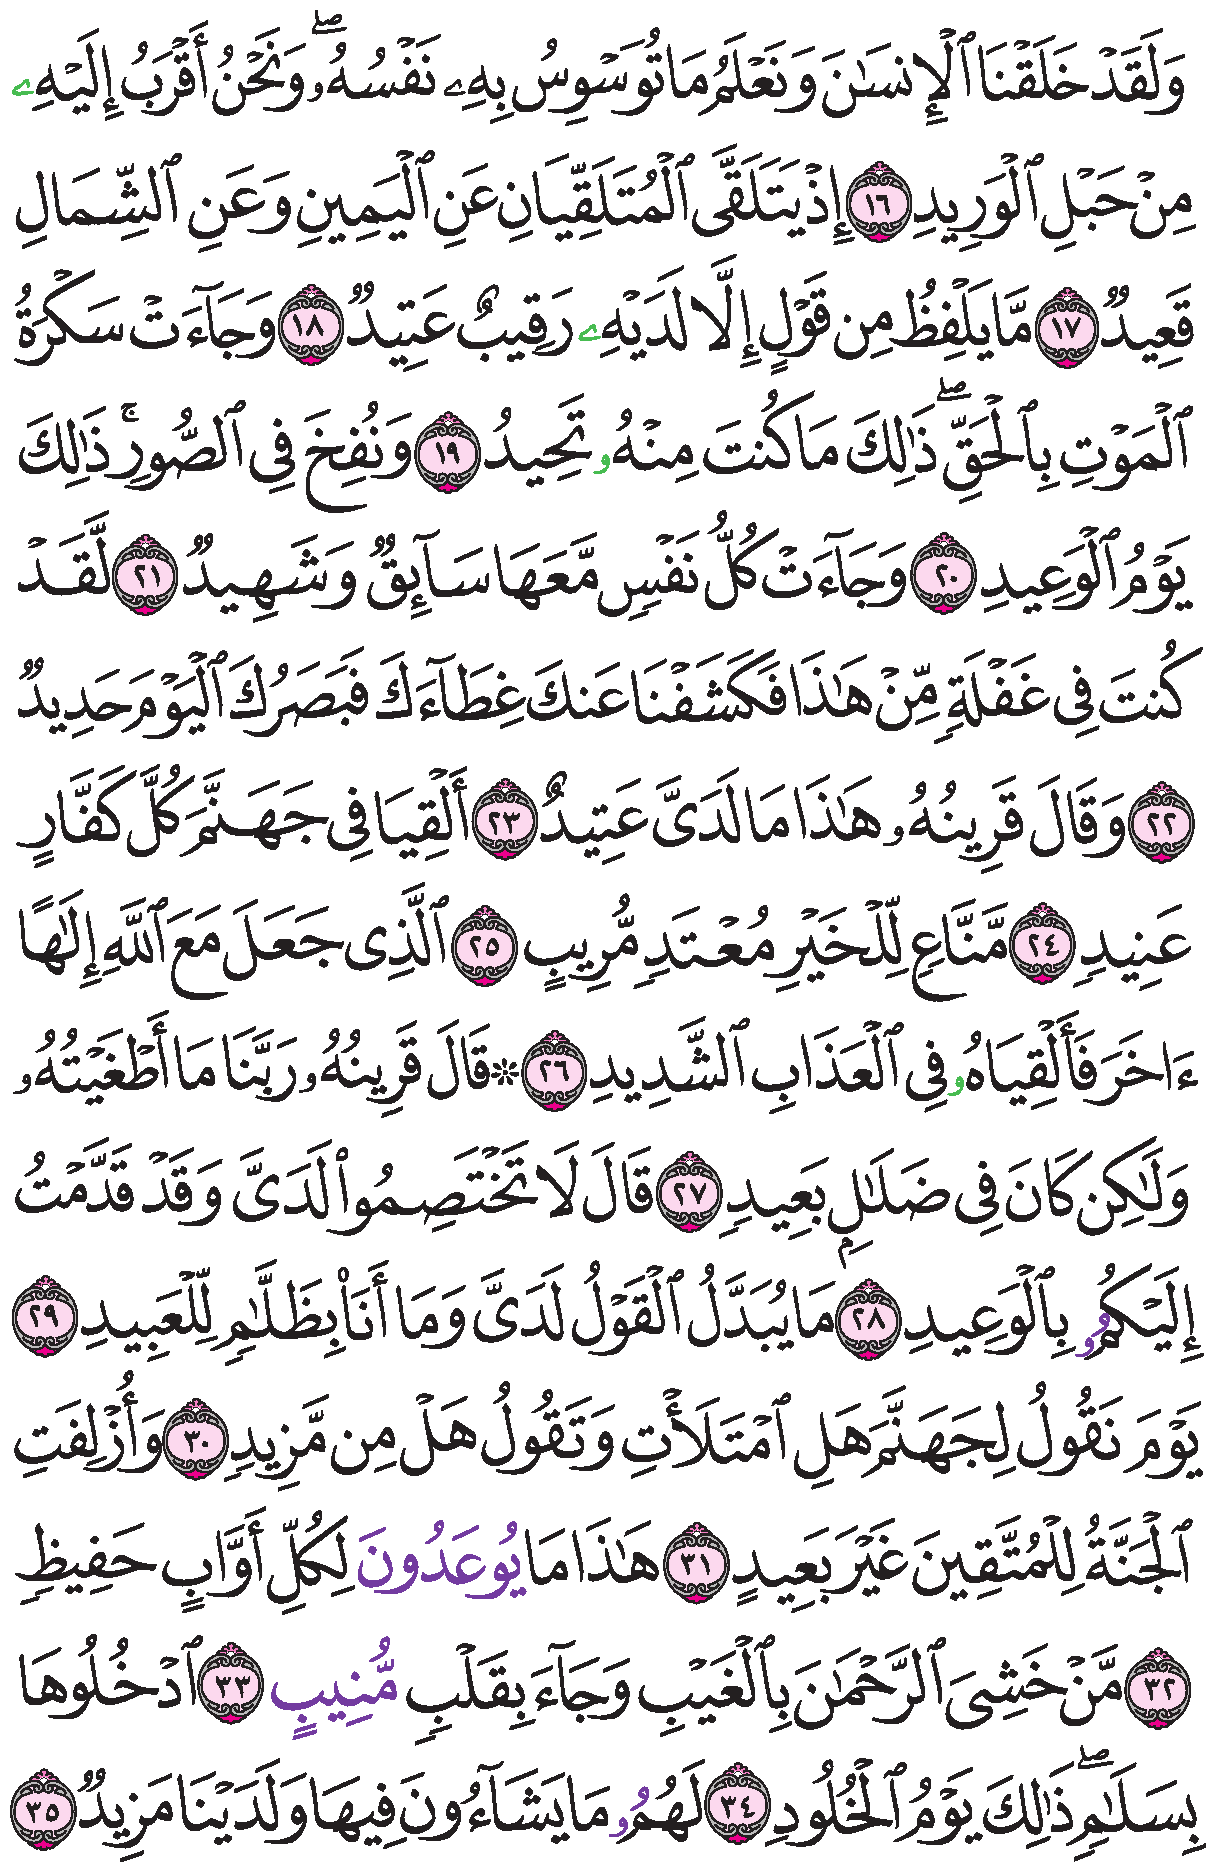 وَلَقَدْ خَلَقْنَا ٱلْإِنسَـٰنَ وَنَعْلَمُ مَا تُوَسْوِسُ بِهِۦ نَفْسُهُۥ ۖ وَنَحْنُ أَقْرَبُ إِلَيْهِۦ
مِنْ حَبْلِ ٱلْوَرِيدِ ١٦ إِذْ يَتَلَقَّى ٱلْمُتَلَقِّيَانِ عَنِ ٱلْيَمِينِ وَعَنِ ٱلشِّمَالِ
قَعِيدٌ ١٧ مَّا يَلْفِظُ مِن قَوْلٍ إِلَّا لَدَيْهِۦ رَقِيبٌ عَتِيدٌ ١٨ وَجَآءَتْ سَكْرَةُ
ٱلْمَوْتِ بِٱلْحَقِّ ۖ ذَٰلِكَ مَا كُنتَ مِنْهُۥ تَحِيدُ ١٩ وَنُفِخَ فِى ٱلصُّورِ ۚ ذَٰلِكَ
يَوْمُ ٱلْوَعِيدِ ٢٠ وَجَآءَتْ كُلُّ نَفْسٍ مَّعَهَا سَآئِقٌ وَشَهِيدٌ ٢١ لَّقَدْ
كُنتَ فِى غَفْلَةٍ مِّنْ هَـٰذَا فَكَشَفْنَا عَنكَ غِطَآءَكَ فَبَصَرُكَ ٱلْيَوْمَ حَدِيدٌ
٢٢ وَقَالَ قَرِينُهُۥ هَـٰذَا مَا لَدَىَّ عَتِيدٌ ٢٣ أَلْقِيَا فِى جَهَنَّمَ كُلَّ كَفَّارٍ
عَنِيدٍ ٢٤ مَّنَّاعٍ لِّلْخَيْرِ مُعْتَدٍ مُّرِيبٍ ٢٥ ٱلَّذِى جَعَلَ مَعَ ٱللَّهِ إِلَـٰهًا
ءَاخَرَ فَأَلْقِيَاهُۥ فِى ٱلْعَذَابِ ٱلشَّدِيدِ ٢٦ ۞ قَالَ قَرِينُهُۥ رَبَّنَا مَا أَطْغَيْتُهُۥ
وَلَـٰكِن كَانَ فِى ضَلَـٰلٍۭ بَعِيدٍ ٢٧ قَالَ لَا تَخْتَصِمُوا۟ لَدَىَّ وَقَدْ قَدَّمْتُ
إِلَيْكُمُۥ بِٱلْوَعِيدِ ٢٨ مَا يُبَدَّلُ ٱلْقَوْلُ لَدَىَّ وَمَا أَنَا۠ بِظَلَّـٰمٍ لِّلْعَبِيدِ ٢٩
يَوْمَ نَقُولُ لِجَهَنَّمَ هَلِ ٱمْتَلَأْتِ وَتَقُولُ هَلْ مِن مَّزِيدٍ ٣٠ وَأُزْلِفَتِ
ٱلْجَنَّةُ لِلْمُتَّقِينَ غَيْرَ بَعِيدٍ ٣١ هَـٰذَا مَا يُوعَدُونَ لِكُلِّ أَوَّابٍ حَفِيظٍ
٣٢ مَّنْ خَشِىَ ٱلرَّحْمَـٰنَ بِٱلْغَيْبِ وَجَآءَ بِقَلْبٍ مُّنِيبٍ ٣٣ ٱدْخُلُوهَا
بِسَلَـٰمٍ ۖ ذَٰلِكَ يَوْمُ ٱلْخُلُودِ ٣٤ لَهُمُۥ مَا يَشَآءُونَ فِيهَا وَلَدَيْنَا مَزِيدٌ ٣٥